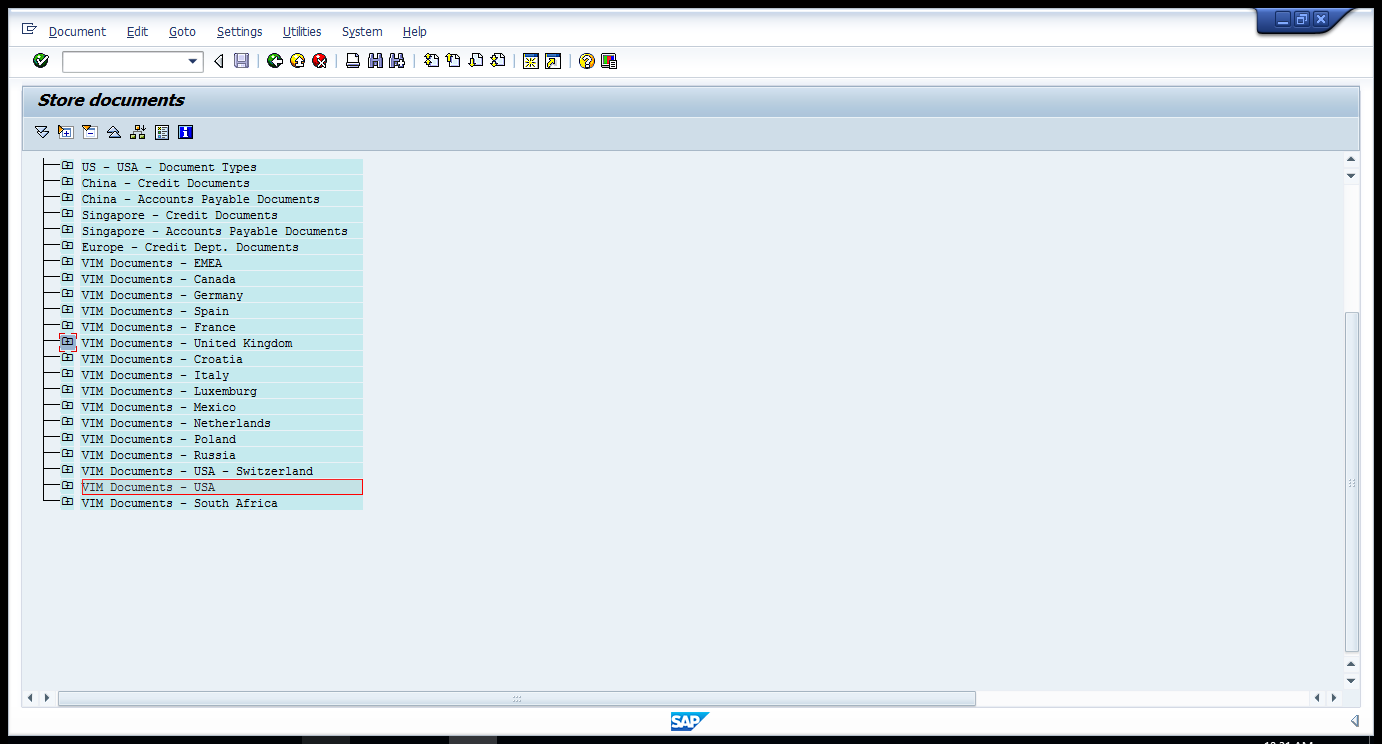 Document Edit Goto Settings Utilities System Help
Store documents
US - USA - Document Types
China - Credit Documents
China - Accounts Payable Documents
Singapore - Credit Documents
Singapore - Accounts Payable Documents
Europe - Credit Dept. Documents
VIM Documents - EMEA
VIM Documents - Canada
VIM Documents - Germany
VIM Documents - Spain
VIM Documents - France
VIM Documents - United Kingdom
VIM Documents - Croatia
VIM Documents - Italy
VIM Documents - Luxemburg
VIM Documents - Mexico
VIM Documents - Netherlands
VIM Documents - Poland
VIM Documents - Russia
VIM Documents - USA - Switzerland
VIM Documents - USA
VIM Documents - South Africa
SAP